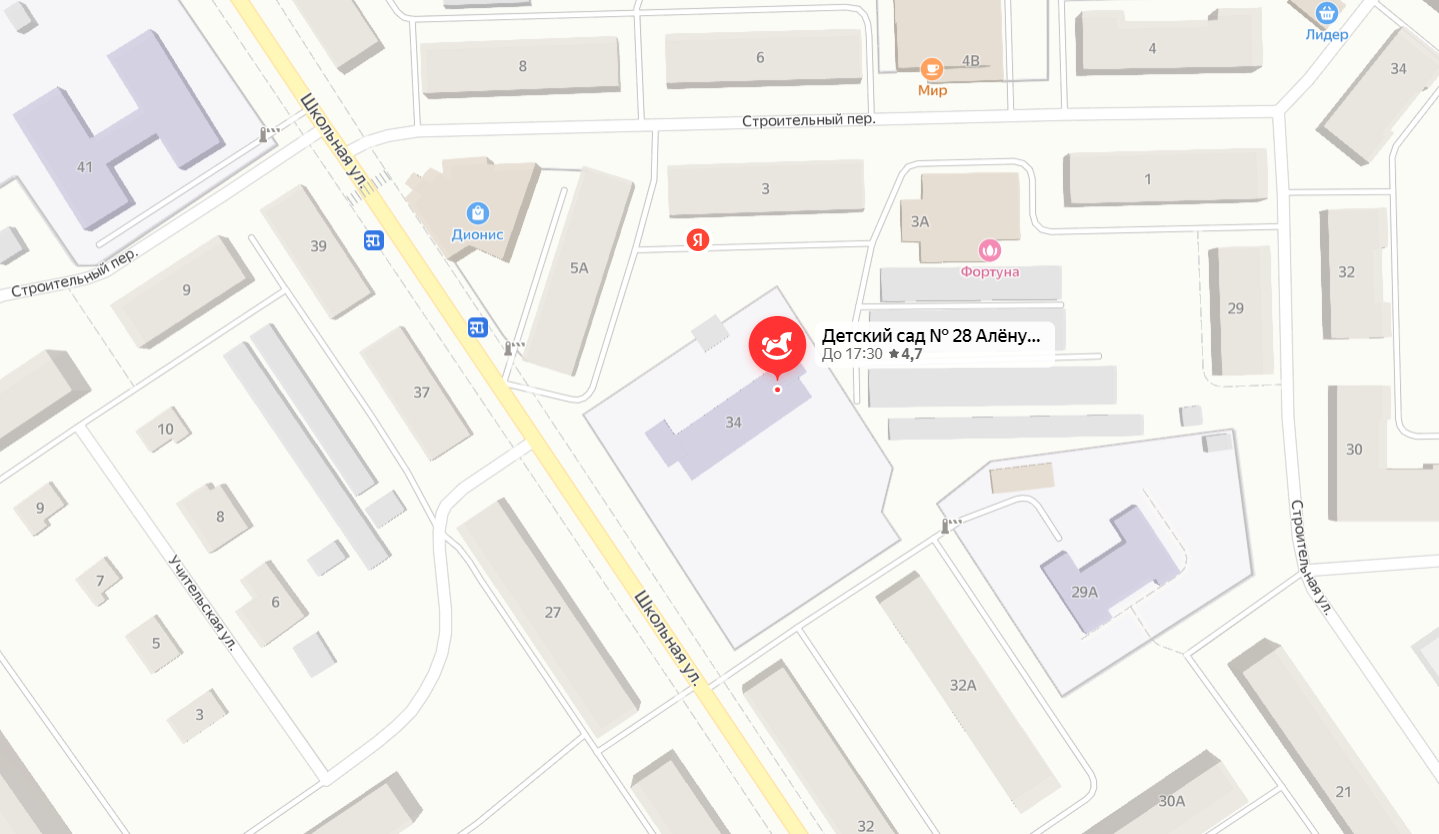 Лидер
8
6
4В
4
34
Мир
Школьная ул.
Строительный пер.
41
3
1
Дионис
3А
39
5А
Я
Фортуна
Строительный пер.
9
32
29
Детский сад № 28 Алёну...
До 17:30 ★4,7
37
34
10
30
9
8
Строительная ул.
7
Учительская ул.
6
27
29А
Школьная ул.
5
32А
3
21
30А
32